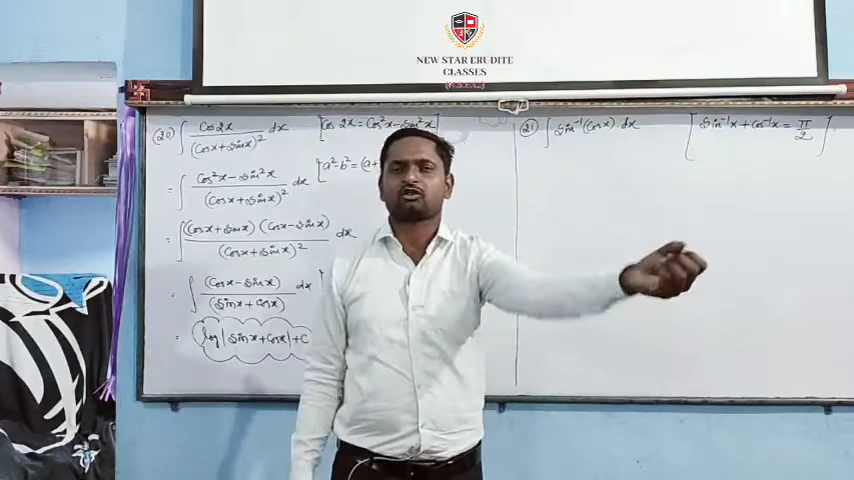 NEW STAR ERUDITE
CLASSES
(N.S.E.C)
(20) ∫ Cos2x / (Cosx + Sinx)² dx [Cos 2x = Cos²x - Sin²x]
[a² - b² = (a+
= ∫ Cos²x - Sin²x / (Cosx + Sinx)² dx
= ∫ (Cosx + Sinx) (Cosx - Sinx) / (Cosx + Sinx)² dx
= ∫ (Cosx - Sinx) / (Sinx + Cosx) dx
= log|Sinx + Cosx| + C
(21) ∫ Sin⁻¹(Cosx) . dx [Sin⁻¹x + Cos⁻¹x = π/2]